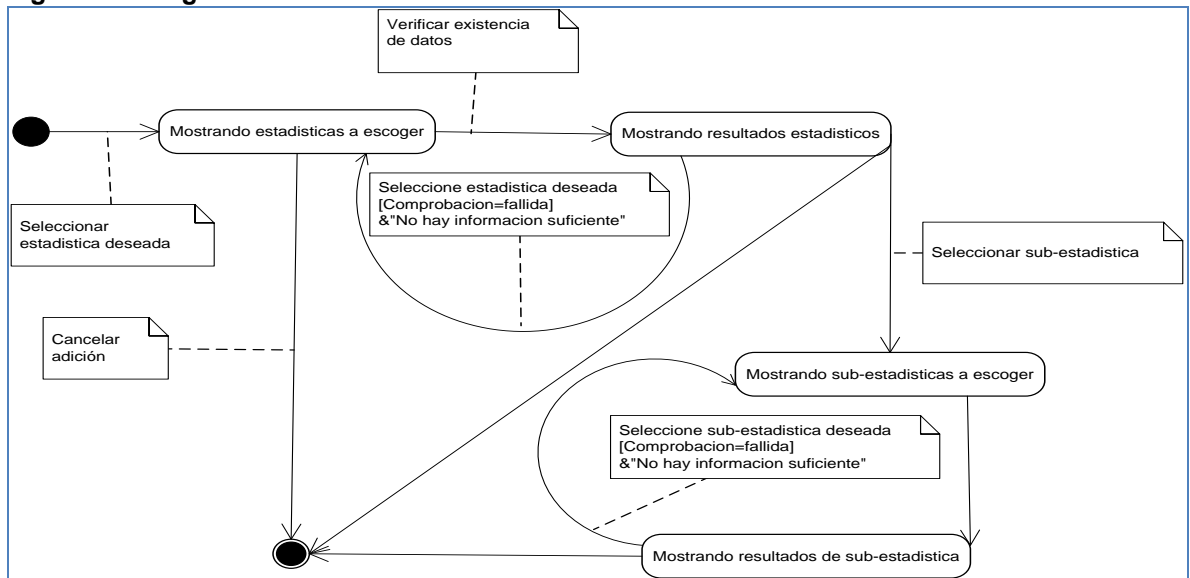 Verificar existencia
de datos
Mostrando estadisticas a escoger
Mostrando resultados estadisticos
Seleccione estadistica deseada
[Comprobacion=fallida]
&"No hay informacion suficiente"
Seleccionar
estadistica deseada
Seleccionar sub-estadistica
Cancelar
adición
Mostrando sub-estadisticas a escoger
Seleccione sub-estadistica deseada
[Comprobacion=fallida]
&"No hay informacion suficiente"
Mostrando resultados de sub-estadistica